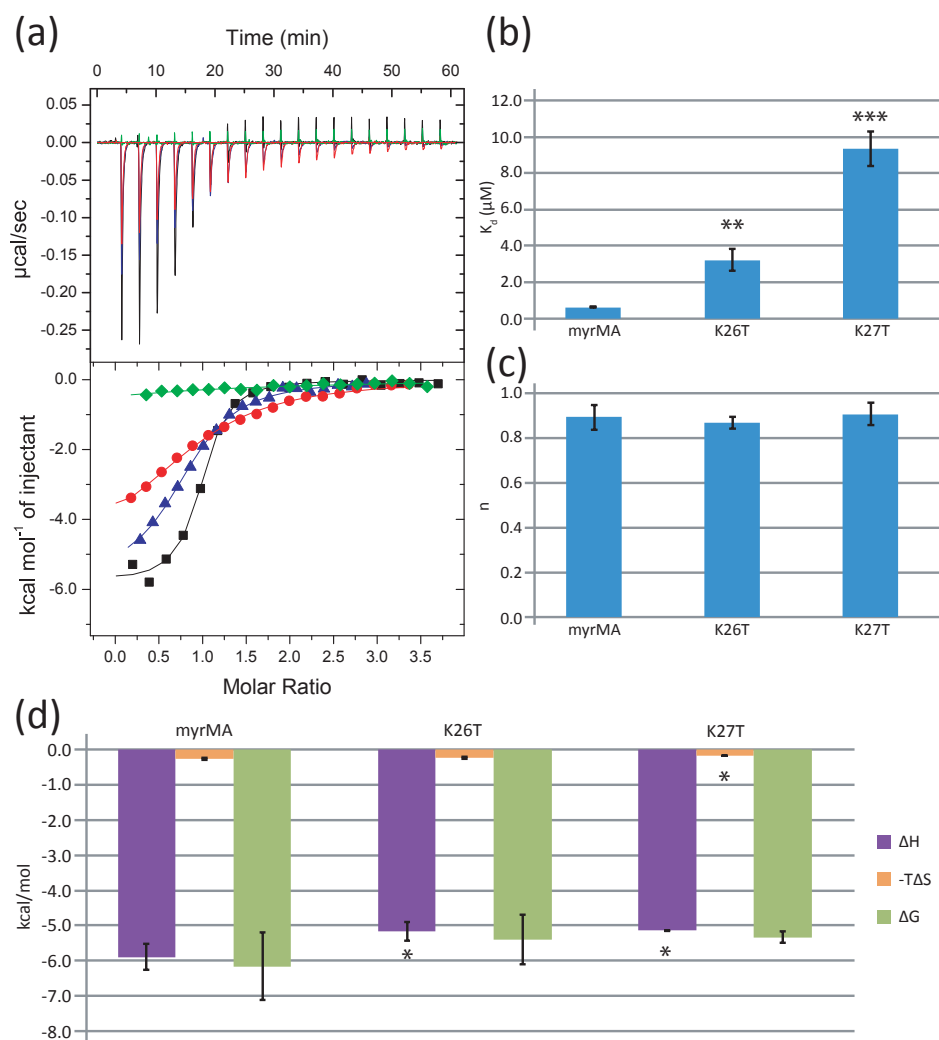 (a)
Time (min)
0 10 20 30 40 50 60
0.05
0.00
-0.05
-0.10
-0.15
-0.20
-0.25
µcal/sec
0.0
-2.0
-4.0
-6.0
kcal mol⁻¹ of injectant
0.0 0.5 1.0 1.5 2.0 2.5 3.0 3.5
Molar Ratio
(b)
12.0
10.0
8.0
6.0
4.0
2.0
0.0
K_d (µM)
**
***
myrMA K26T K27T
(c)
1
0.8
0.6
0.4
0.2
0.0
n
myrMA K26T K27T
(d)
myrMA K26T K27T
0.0
-1.0
-2.0
-3.0
-4.0
-5.0
-6.0
-7.0
-8.0
kcal/mol
*
*
*
ΔH
-TΔS
ΔG